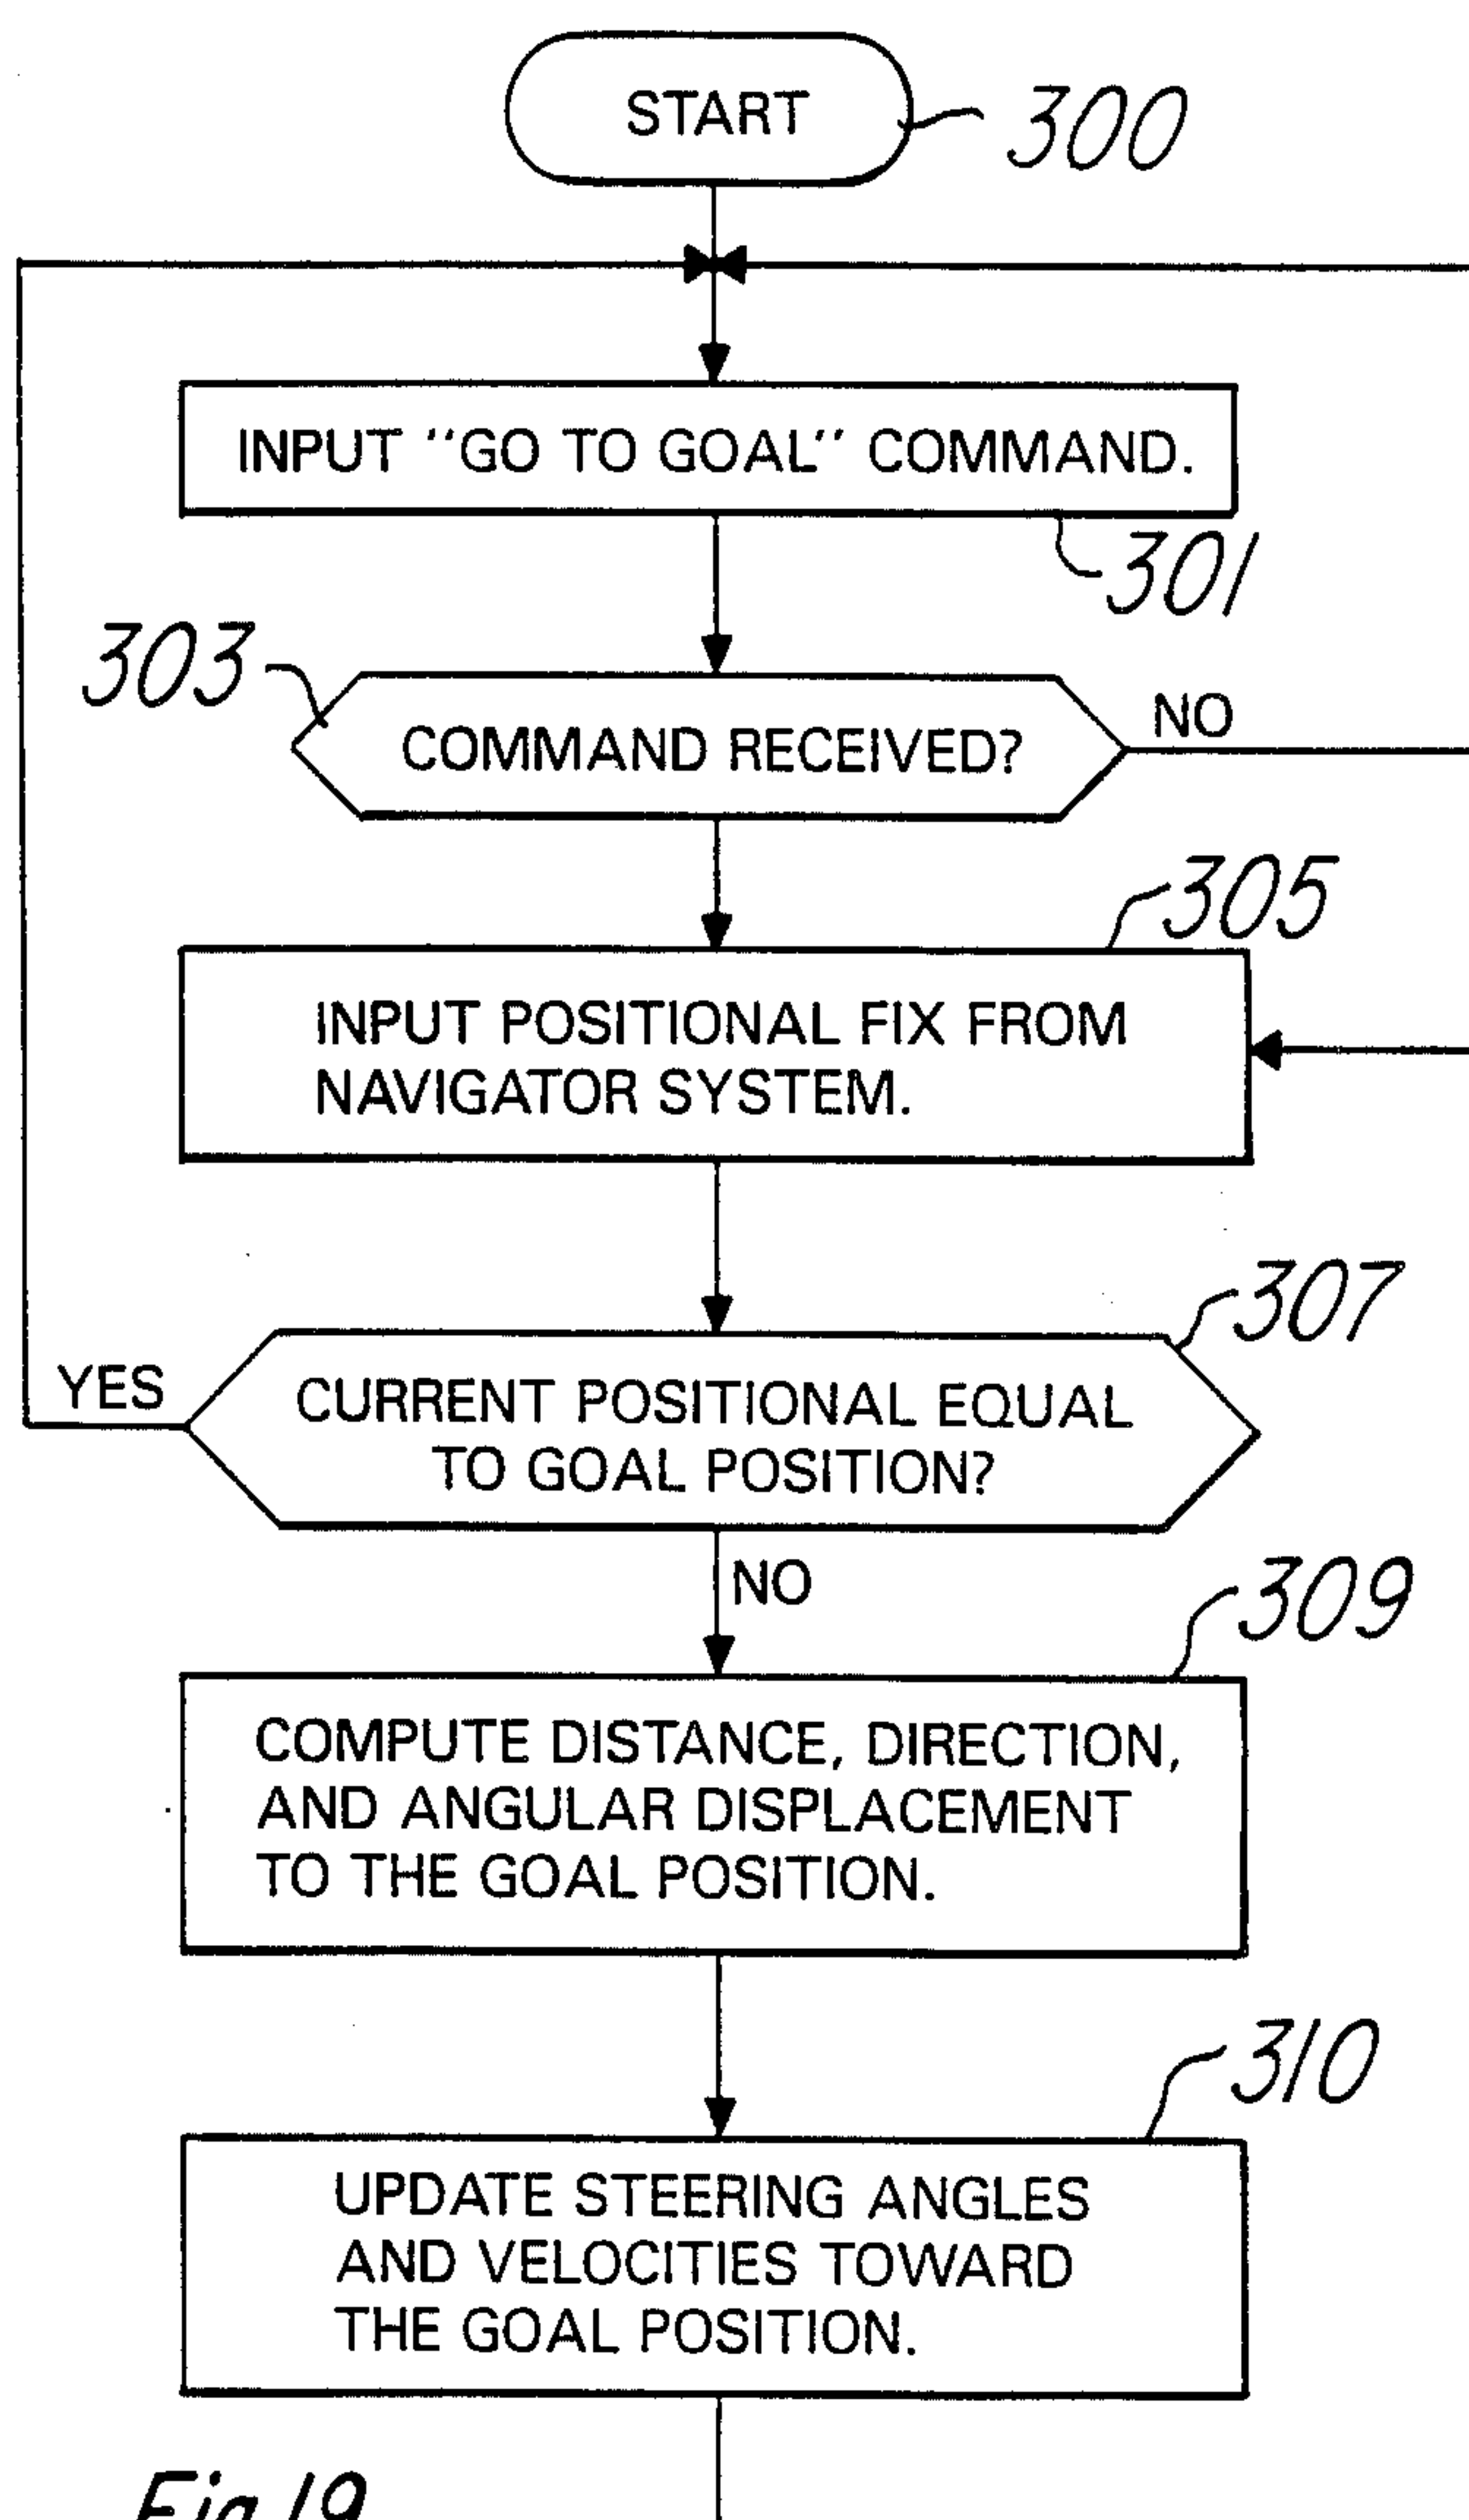 START
300
INPUT "GO TO GOAL" COMMAND.
301
303
COMMAND RECEIVED?
NO
305
INPUT POSITIONAL FIX FROM
NAVIGATOR SYSTEM.
307
YES
CURRENT POSITIONAL EQUAL
TO GOAL POSITION?
NO
309
COMPUTE DISTANCE, DIRECTION,
AND ANGULAR DISPLACEMENT
TO THE GOAL POSITION.
310
UPDATE STEERING ANGLES
AND VELOCITIES TOWARD
THE GOAL POSITION.
Fig. 19